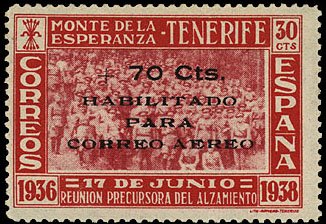 MONTE DE LA
ESPERANZA - TENERIFE
30
CTS
CORREOS
ESPAÑA
+ 70 Cts.
HABILITADO
PARA
CORREO AEREO
1936
17 DE JUNIO
1938
REUNION PRECURSORA DEL ALZAMIENTO